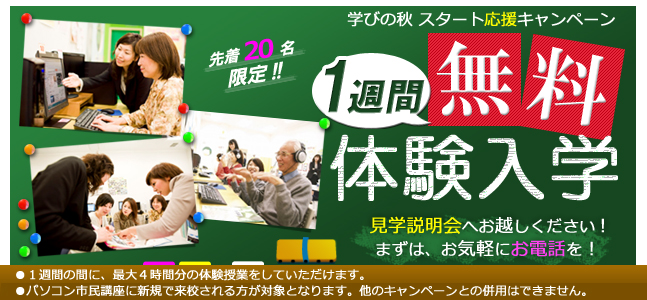 学びの秋 スタート応援キャンペーン
先着20名
限定!!
1週間
無料
体験入学
見学説明会へお越しください！
まずは、お気軽にお電話を！
●１週間の間に、最大４時間分の体験授業をしていただけます。
●パソコン市民講座に新規で来校される方が対象となります。他のキャンペーンとの併用はできません。